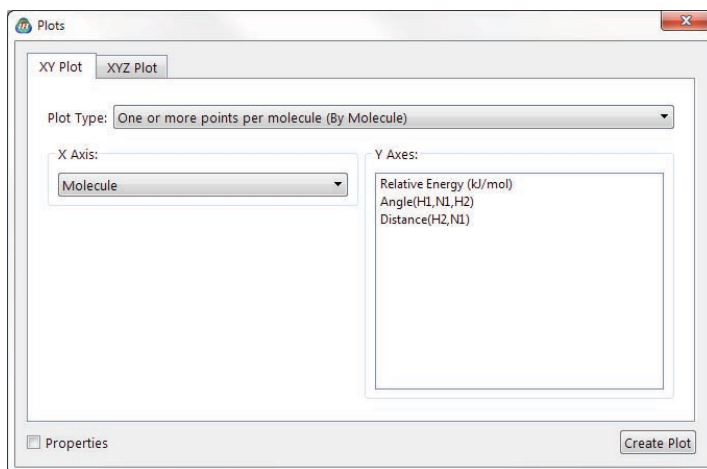 Plots
XY Plot
XYZ Plot
Plot Type: One or more points per molecule (By Molecule)
X Axis:
Molecule
Y Axes:
Relative Energy (kJ/mol)
Angle(H1,N1,H2)
Distance(H2,N1)
Properties
Create Plot